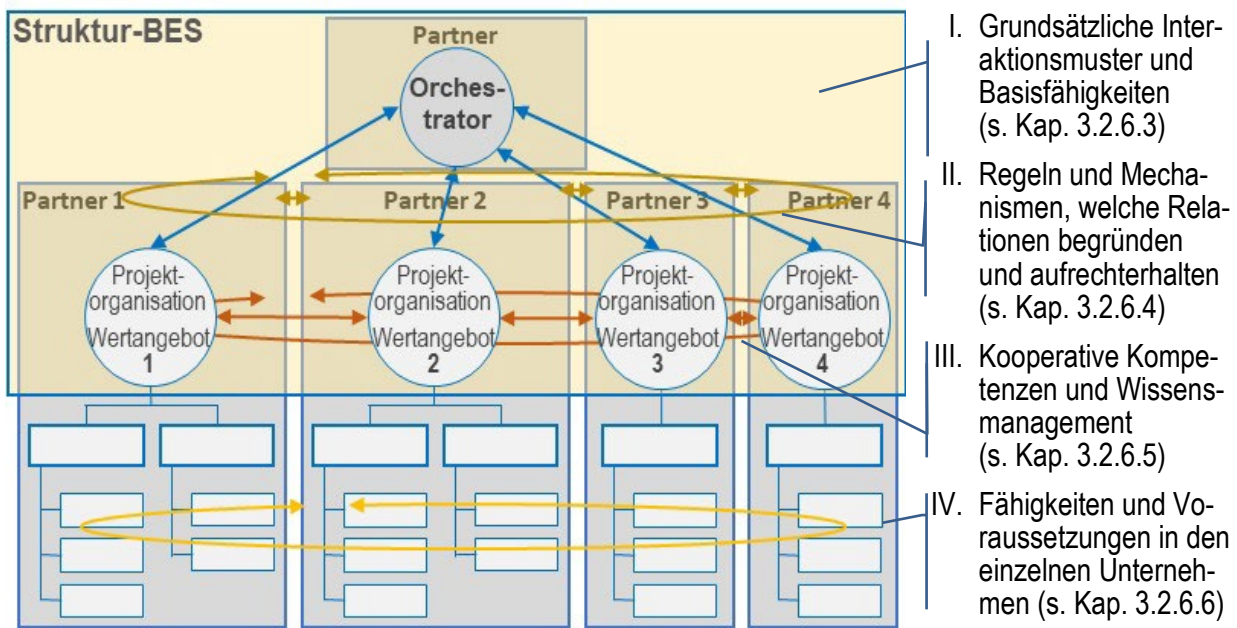 Struktur-BES
Partner
Orches-
trator
Partner 1
Partner 2
Partner 3
Partner 4
Projekt-
organisation
Wertangebot
1
Projekt-
organisation
Wertangebot
2
Projekt-
organisation
Wertangebot
3
Projekt-
organisation
Wertangebot
4
I. Grundsätzliche Inter-
aktionsmuster und
Basisfähigkeiten
(s. Kap. 3.2.6.3)
II. Regeln und Mecha-
nismen, welche Rela-
tionen begründen
und aufrechterhalten
(s. Kap. 3.2.6.4)
III. Kooperative Kompe-
tenzen und Wissens-
management
(s. Kap. 3.2.6.5)
IV. Fähigkeiten und Vo-
raussetzungen in den
einzelnen Unterneh-
men (s. Kap. 3.2.6.6)